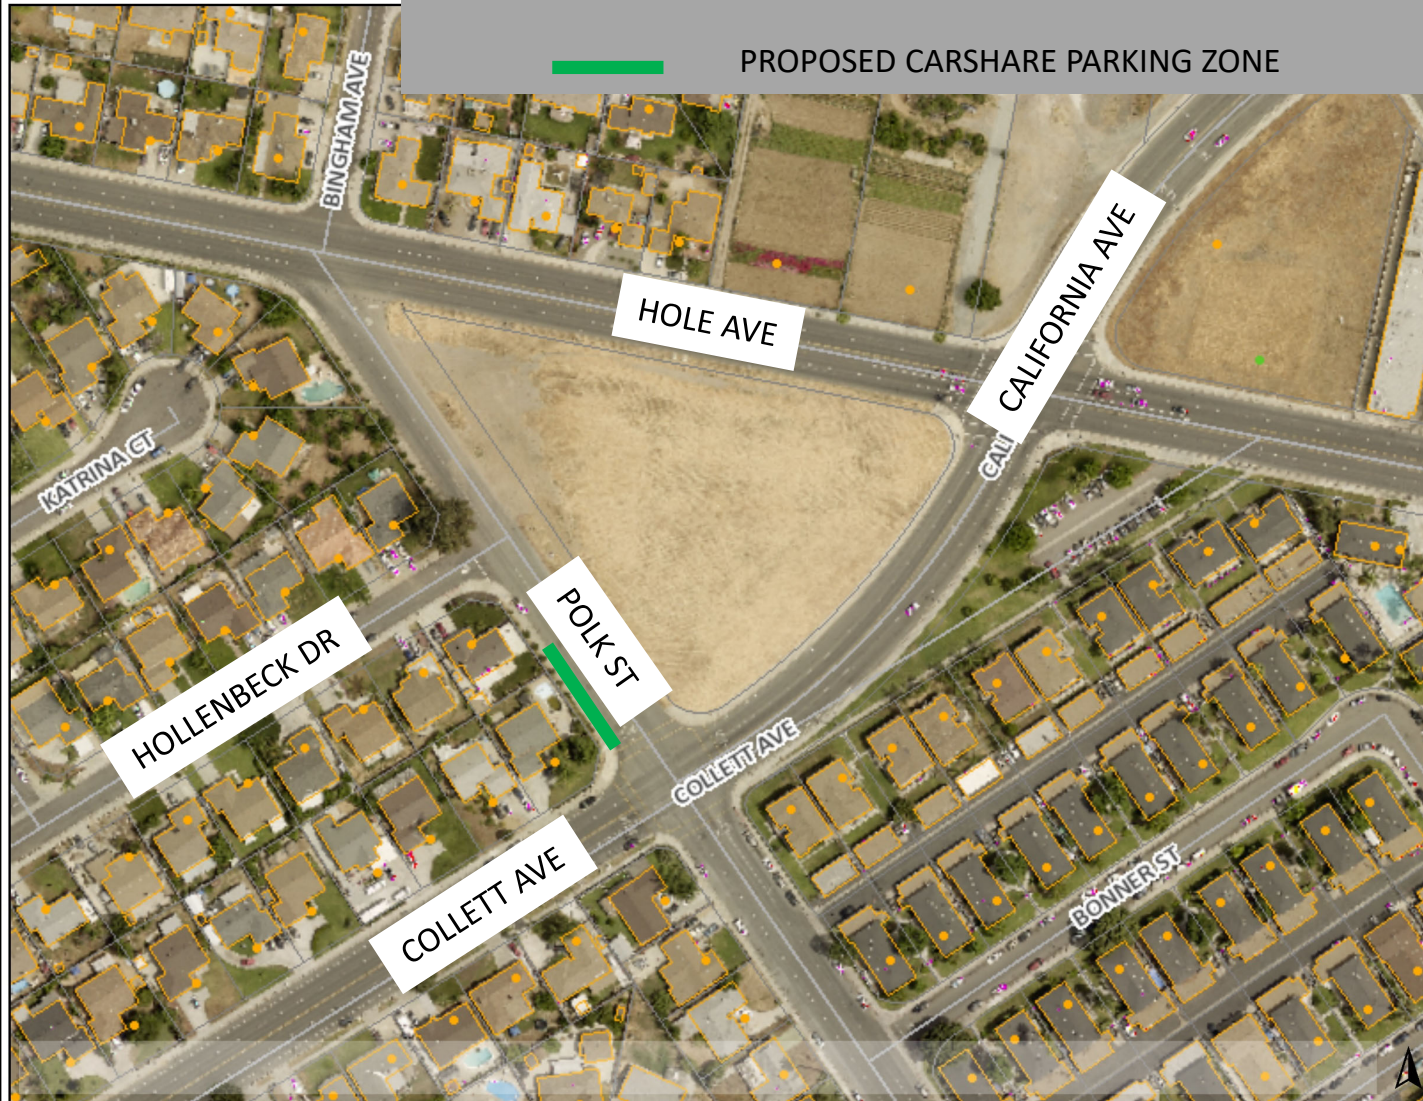 PROPOSED CARSHARE PARKING ZONE
BINGHAM AVE
CALIFORNIA AVE
HOLE AVE
CALI
KATRINA CT
POLK ST
HOLLENBECK DR
COLLETT AVE
COLLETT AVE
BONNER ST